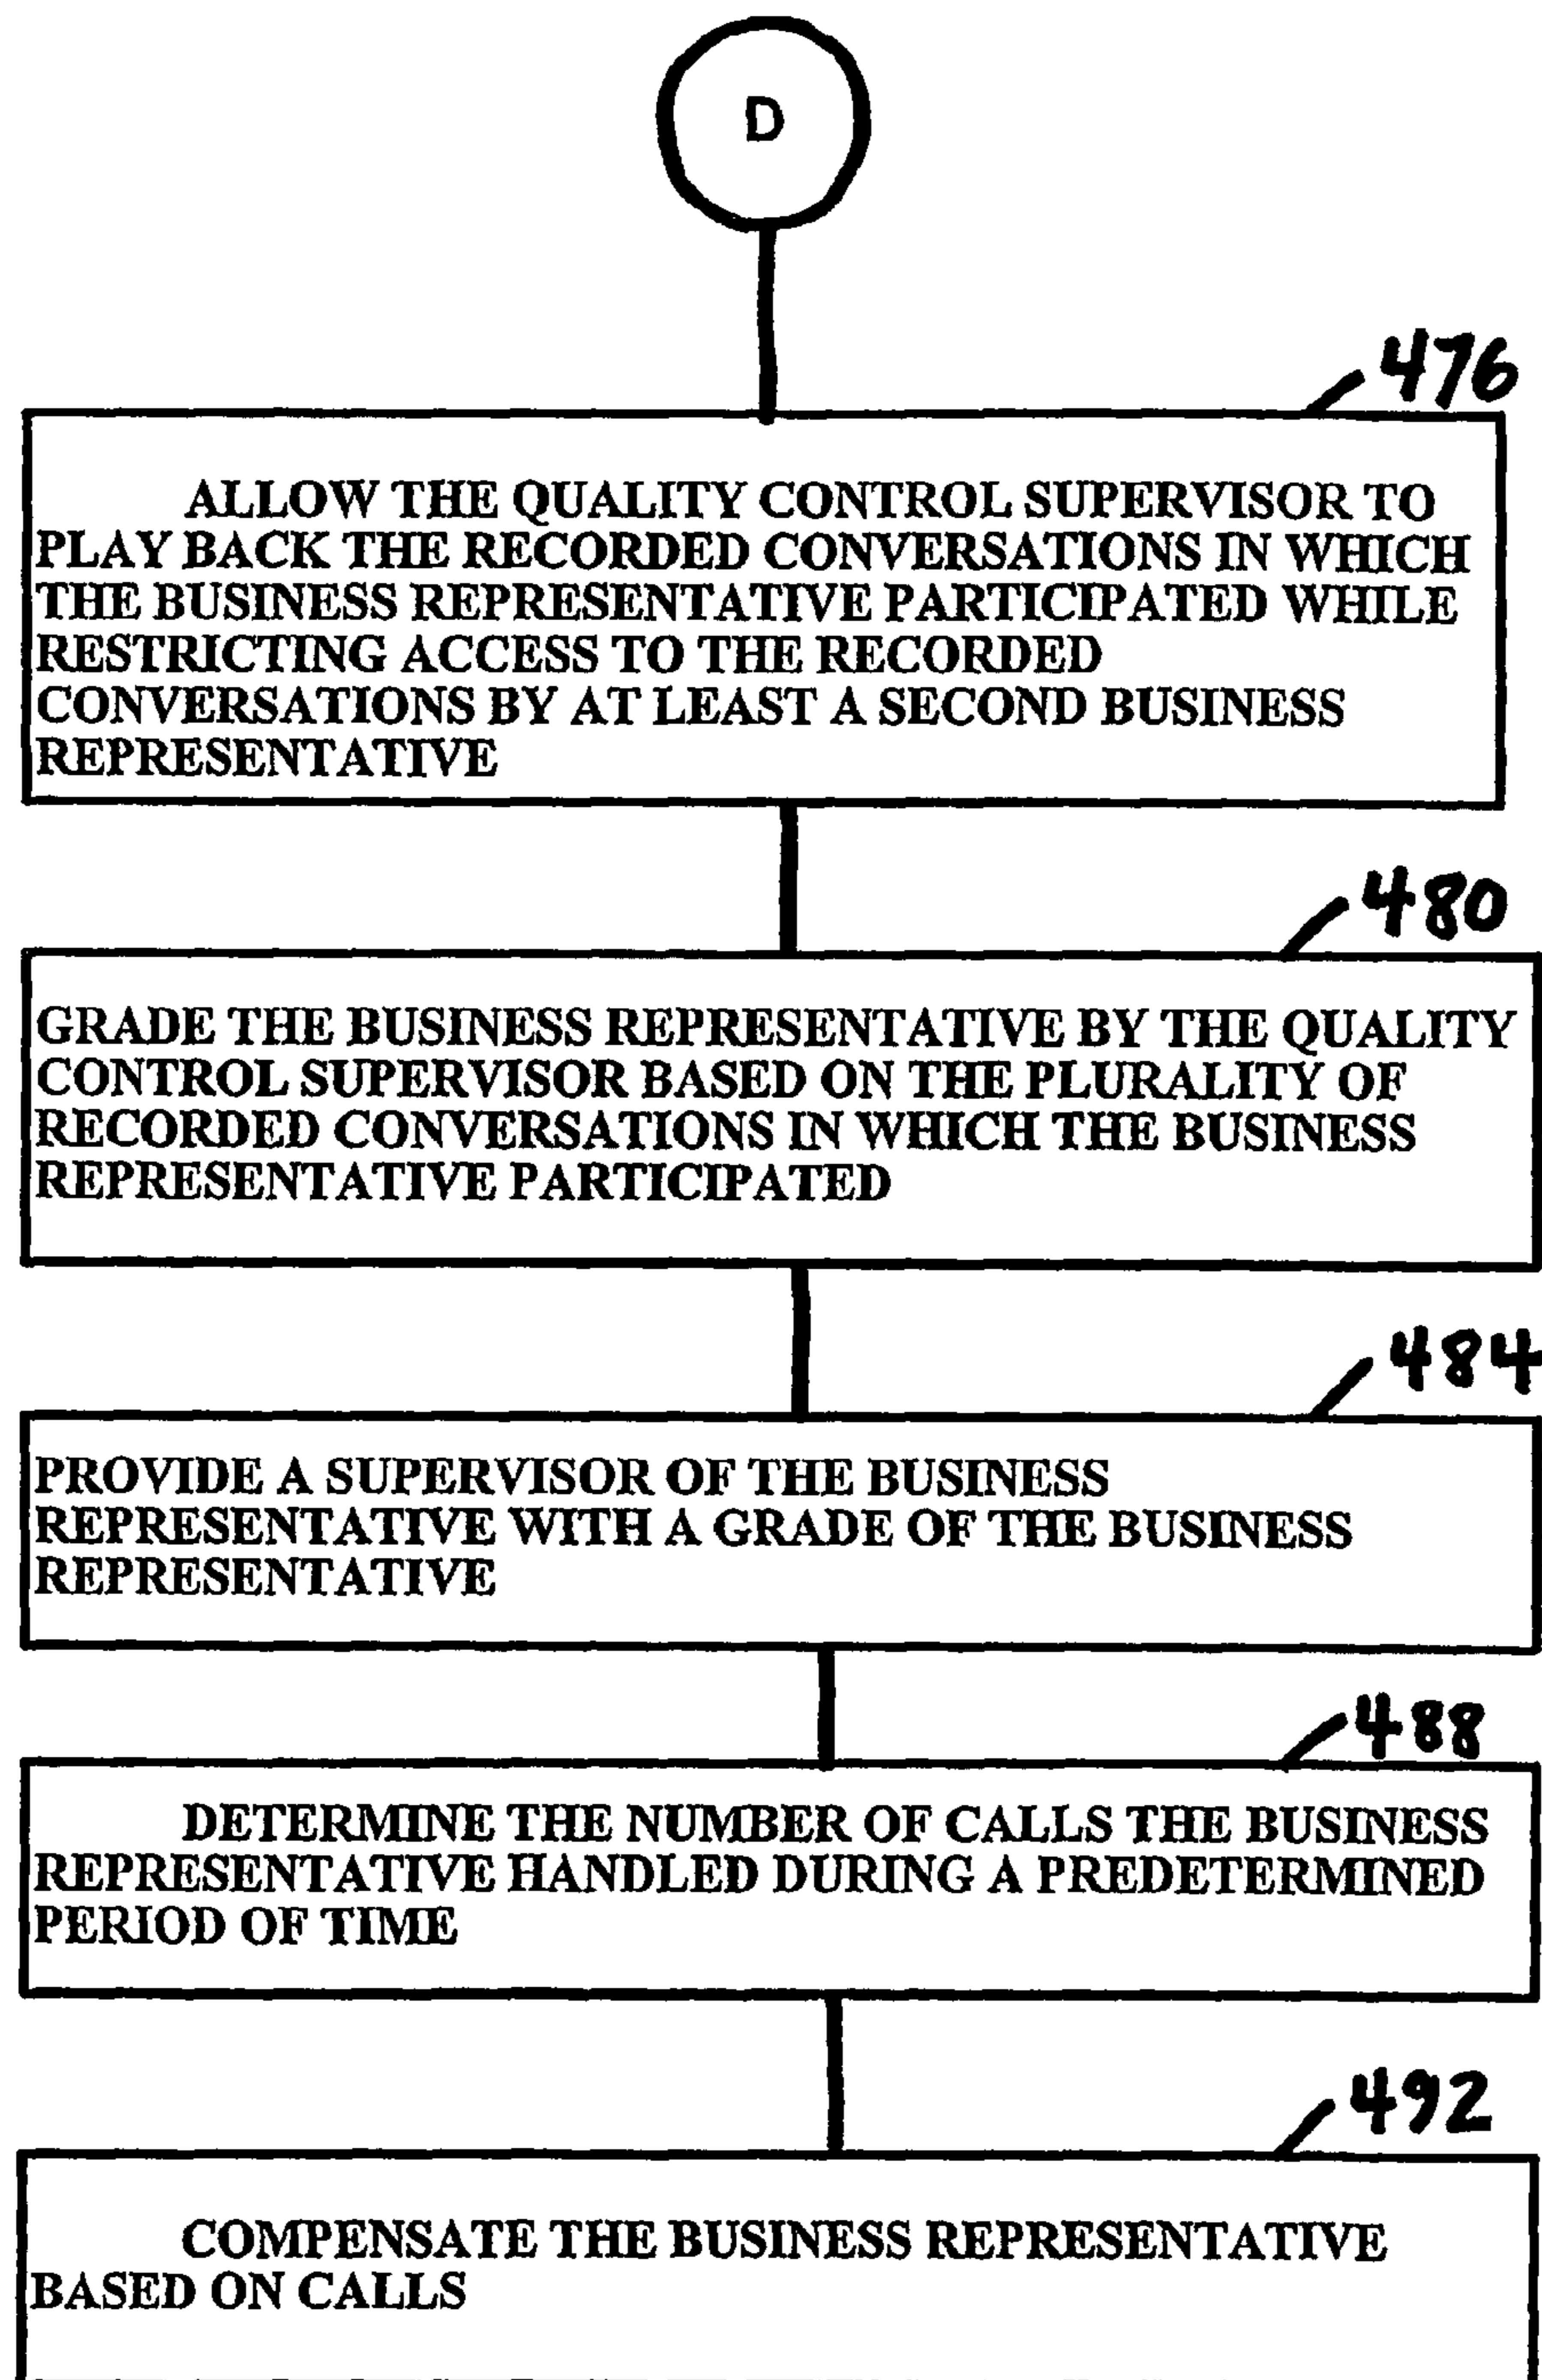 D
476
ALLOW THE QUALITY CONTROL SUPERVISOR TO
PLAY BACK THE RECORDED CONVERSATIONS IN WHICH
THE BUSINESS REPRESENTATIVE PARTICIPATED WHILE
RESTRICTING ACCESS TO THE RECORDED
CONVERSATIONS BY AT LEAST A SECOND BUSINESS
REPRESENTATIVE
480
GRADE THE BUSINESS REPRESENTATIVE BY THE QUALITY
CONTROL SUPERVISOR BASED ON THE PLURALITY OF
RECORDED CONVERSATIONS IN WHICH THE BUSINESS
REPRESENTATIVE PARTICIPATED
484
PROVIDE A SUPERVISOR OF THE BUSINESS
REPRESENTATIVE WITH A GRADE OF THE BUSINESS
REPRESENTATIVE
488
DETERMINE THE NUMBER OF CALLS THE BUSINESS
REPRESENTATIVE HANDLED DURING A PREDETERMINED
PERIOD OF TIME
492
COMPENSATE THE BUSINESS REPRESENTATIVE
BASED ON CALLS